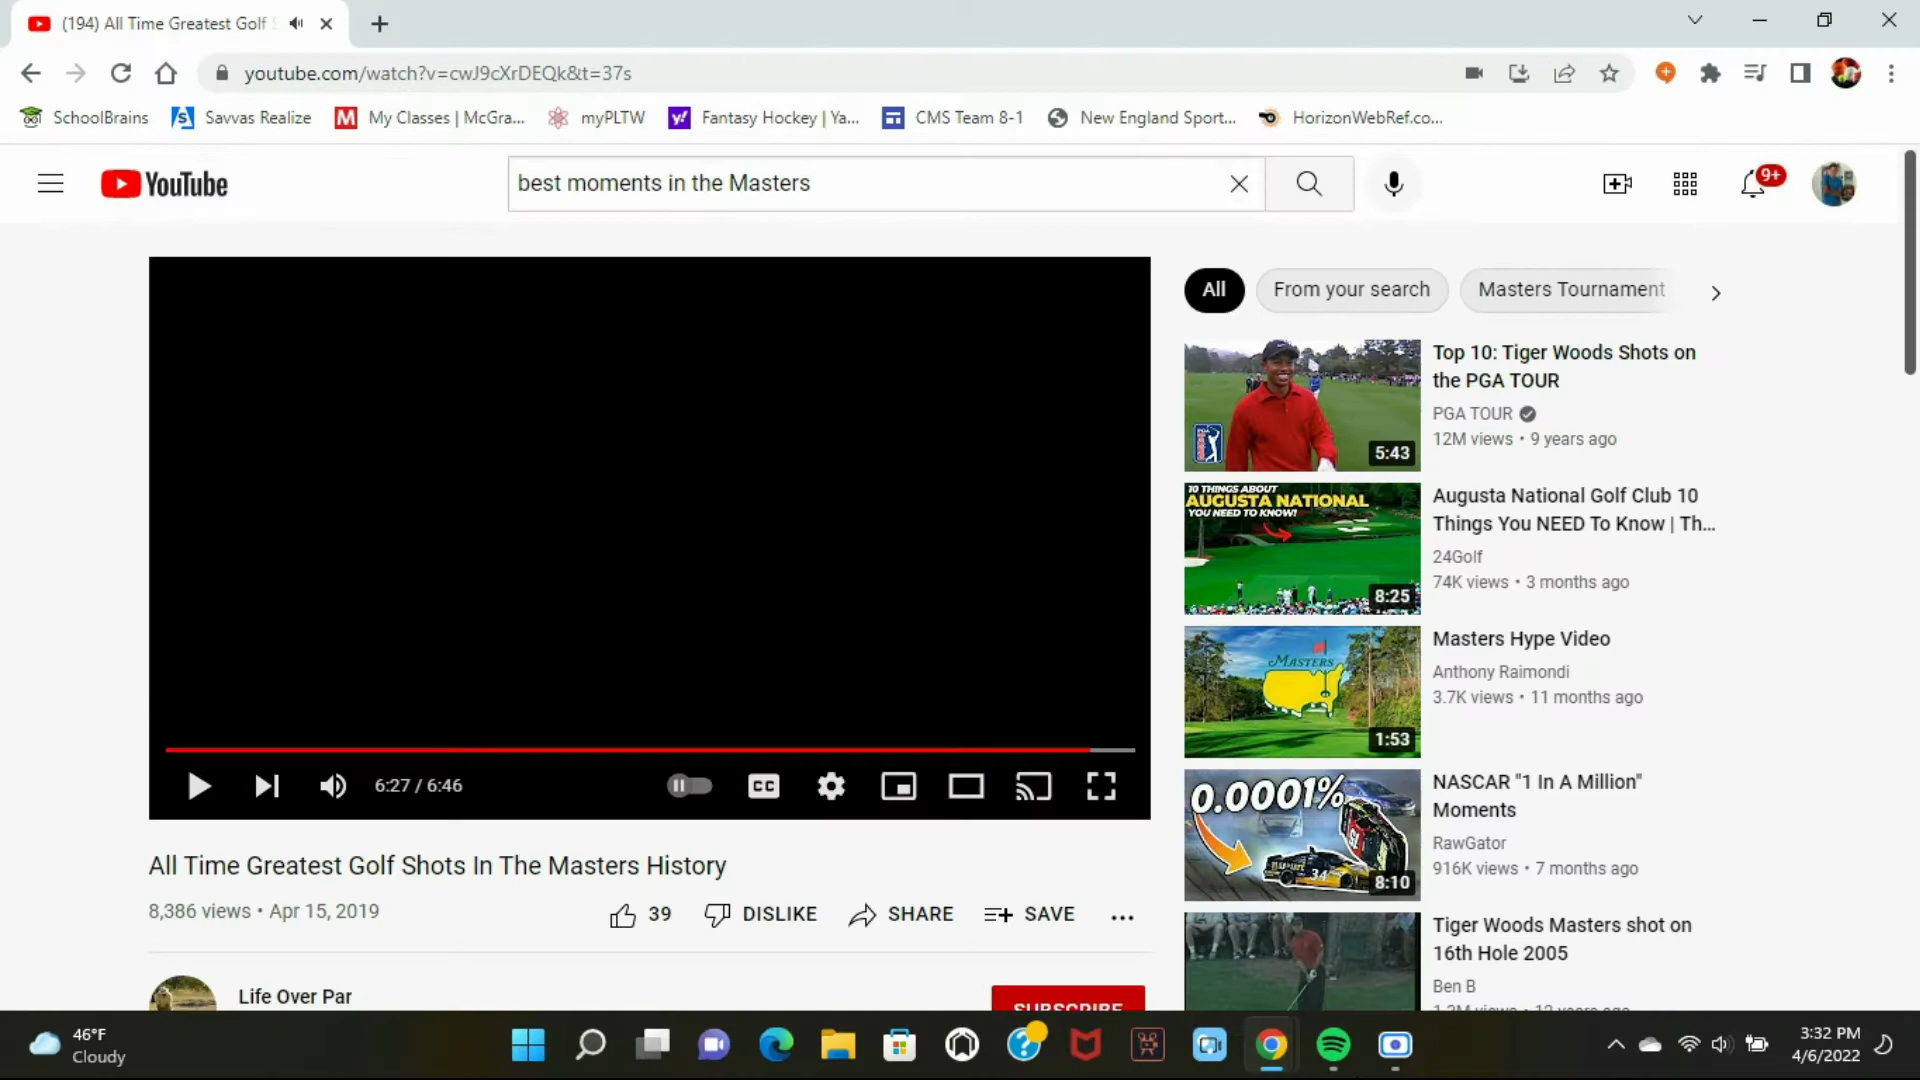 (194) All Time Greatest Golf
youtube.com/watch?v=cwJ9cXrDEQk&t=37s
SchoolBrains
Savvas Realize
My Classes | McGra...
myPLTW
Fantasy Hockey | Ya...
CMS Team 8-1
New England Sport...
HorizonWebRef.co...
YouTube
best moments in the Masters
9+
All
From your search
Masters Tournament
Top 10: Tiger Woods Shots on
the PGA TOUR
PGA TOUR
12M views • 9 years ago
5:43
10 THINGS ABOUT
AUGUSTA NATIONAL
YOU NEED TO KNOW!
8:25
Augusta National Golf Club 10
Things You NEED To Know | Th...
24Golf
74K views • 3 months ago
MASTERS
1:53
Masters Hype Video
Anthony Raimondi
3.7K views • 11 months ago
0.0001%
34
8:10
NASCAR "1 In A Million"
Moments
RawGator
916K views • 7 months ago
Tiger Woods Masters shot on
16th Hole 2005
Ben B
6:27 / 6:46
CC
All Time Greatest Golf Shots In The Masters History
8,386 views • Apr 15, 2019
39
DISLIKE
SHARE
SAVE
Life Over Par
SUBSCRIBE
46°F
Cloudy
3:32 PM
4/6/2022